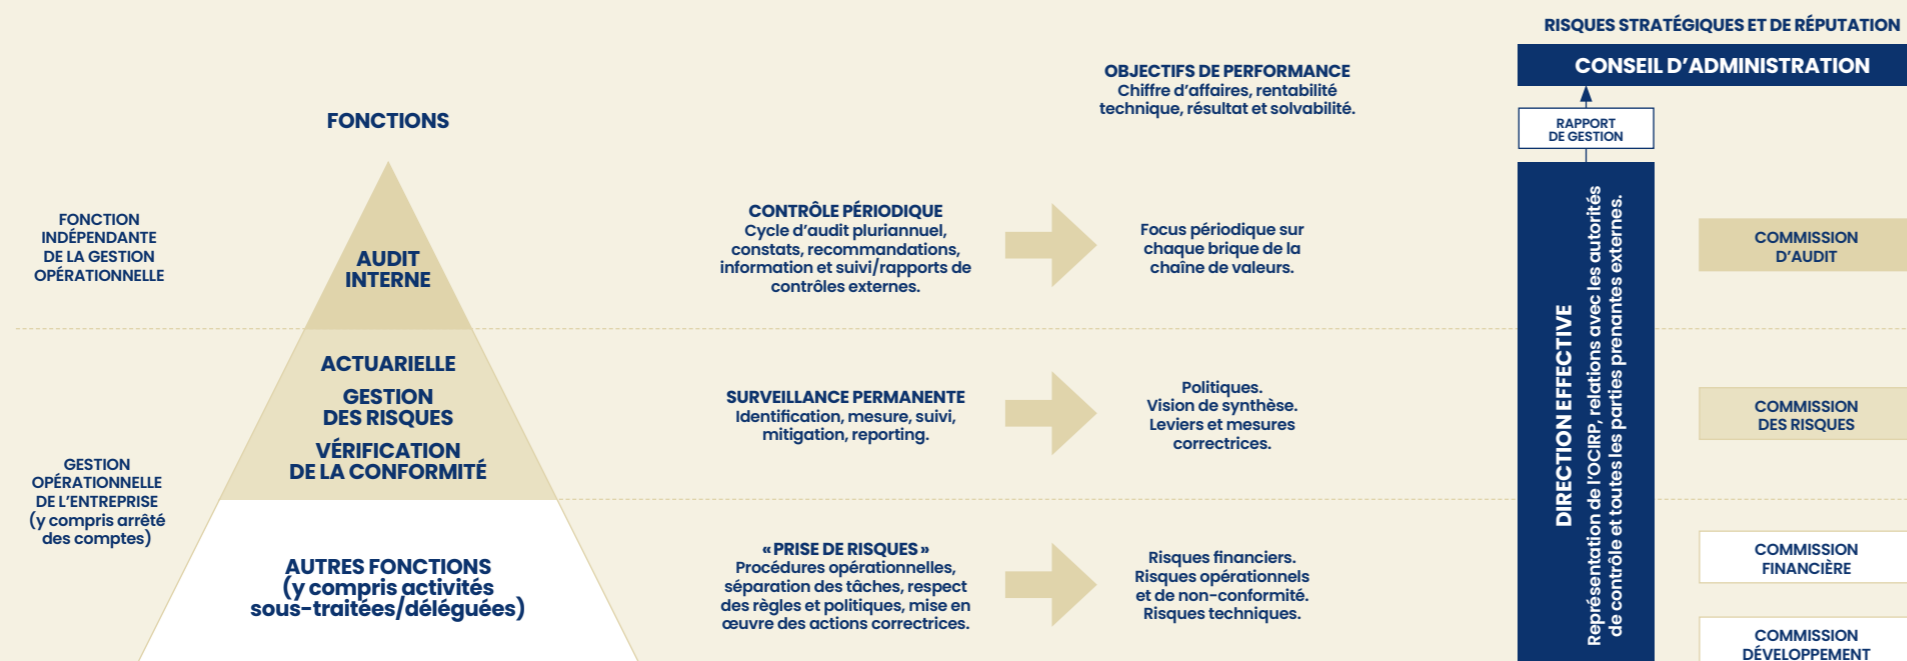 RISQUES STRATÉGIQUES ET DE RÉPUTATION
CONSEIL D'ADMINISTRATION
OBJECTIFS DE PERFORMANCE
Chiffre d'affaires, rentabilité
technique, résultat et solvabilité.
FONCTIONS
RAPPORT
DE GESTION
FONCTION
INDÉPENDANTE
DE LA GESTION
OPÉRATIONNELLE
AUDIT
INTERNE
CONTRÔLE PÉRIODIQUE
Cycle d'audit pluriannuel,
constats, recommandations,
information et suivi/rapports de
contrôles externes.
Focus périodique sur
chaque brique de la
chaîne de valeurs.
DIRECTION EFFECTIVE
Représentation de l'OCIRP, relations avec les autorités
de contrôle et toutes les parties prenantes externes.
COMMISSION
D'AUDIT
GESTION
OPÉRATIONNELLE
DE L'ENTREPRISE
(y compris arrêté
des comptes)
ACTUARIELLE
GESTION
DES RISQUES
VÉRIFICATION
DE LA CONFORMITÉ
SURVEILLANCE PERMANENTE
Identification, mesure, suivi,
mitigation, reporting.
Politiques.
Vision de synthèse.
Leviers et mesures
correctrices.
COMMISSION
DES RISQUES
AUTRES FONCTIONS
(y compris activités
sous-traitées/déléguées)
« PRISE DE RISQUES »
Procédures opérationnelles,
séparation des tâches, respect
des règles et politiques, mise en
œuvre des actions correctrices.
Risques financiers.
Risques opérationnels
et de non-conformité.
Risques techniques.
COMMISSION
FINANCIÈRE
COMMISSION
DÉVELOPPEMENT